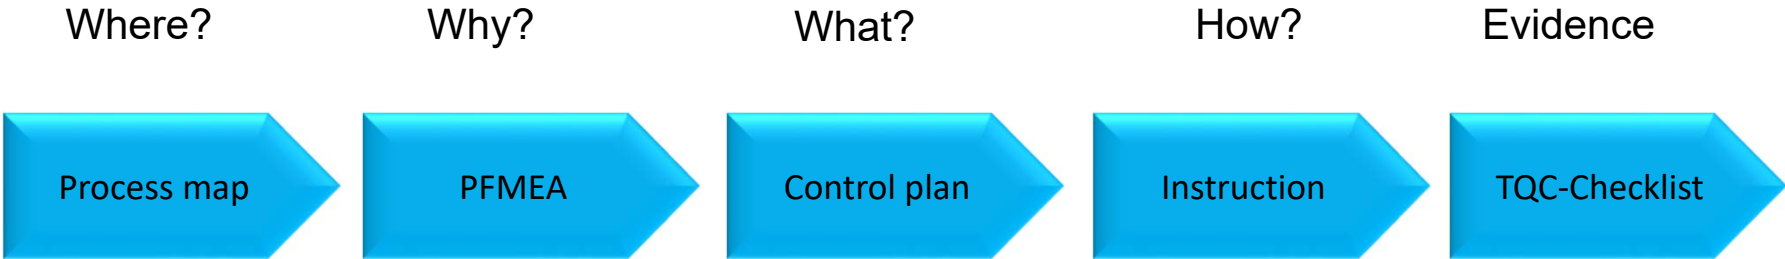 Where?
Why?
What?
How?
Evidence
Process map
PFMEA
Control plan
Instruction
TQC-Checklist